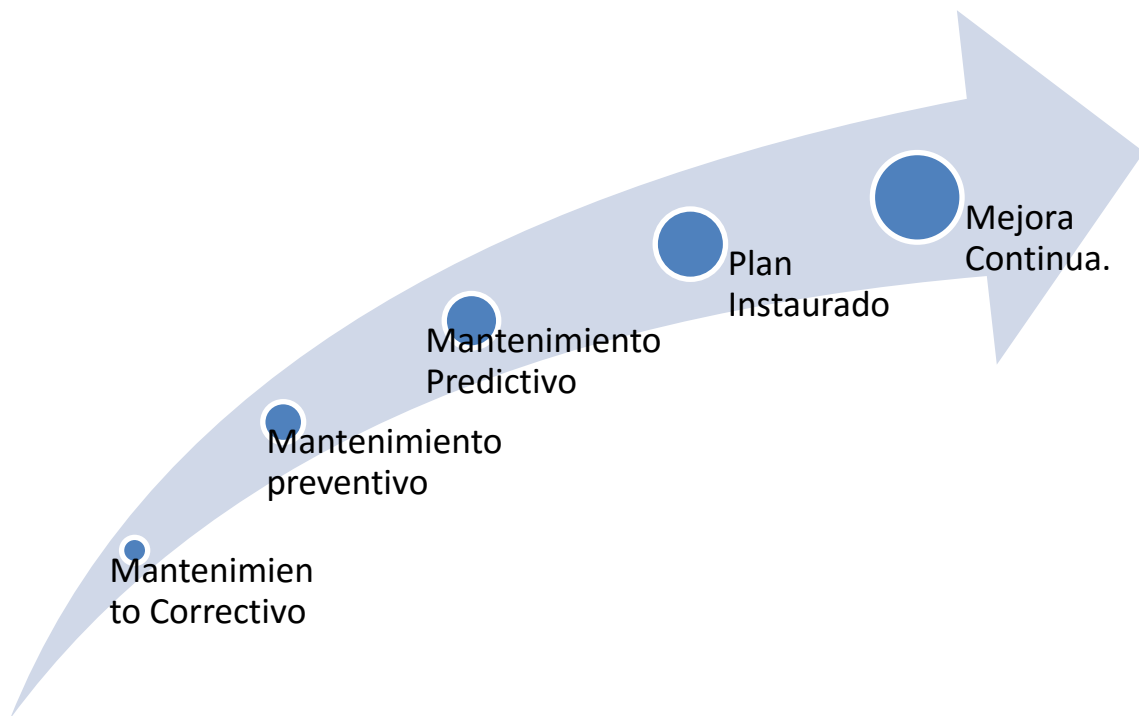 Mantenimien
to Correctivo
Mantenimiento
preventivo
Mantenimiento
Predictivo
Plan
Instaurado
Mejora
Continua.